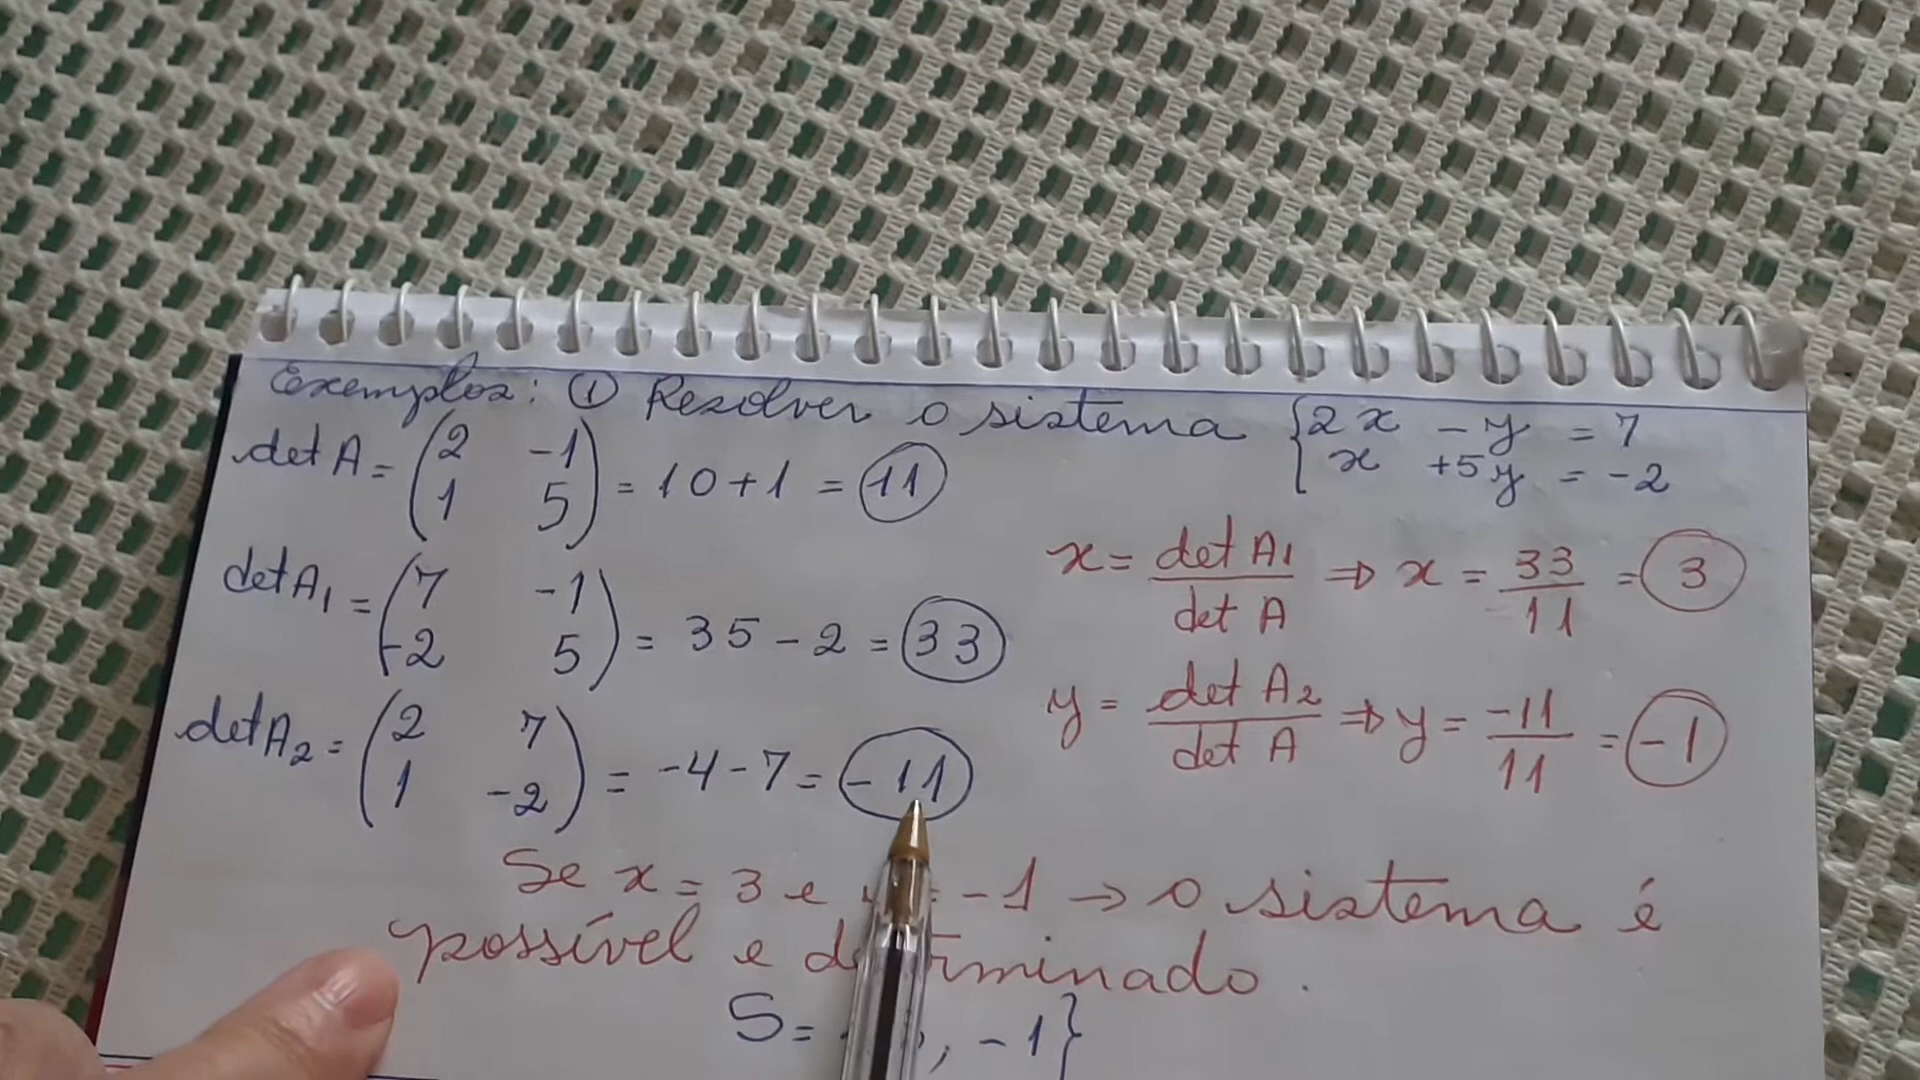 Exemplos: ① Resolver o sistema {2x - y = 7
x +5y = -2
det A = (2 -1
1 5) = 10 + 1 = 11
det A1 = (7 -1
-2 5) = 35 - 2 = 33
det A2 = (2 7
1 -2) = -4 - 7 = -11
x = det A1 / det A ⇒ x = 33 / 11 = 3
y = det A2 / det A ⇒ y = -11 / 11 = -1
Se x = 3 e = -1 → o sistema é
possível e
S = , -1}